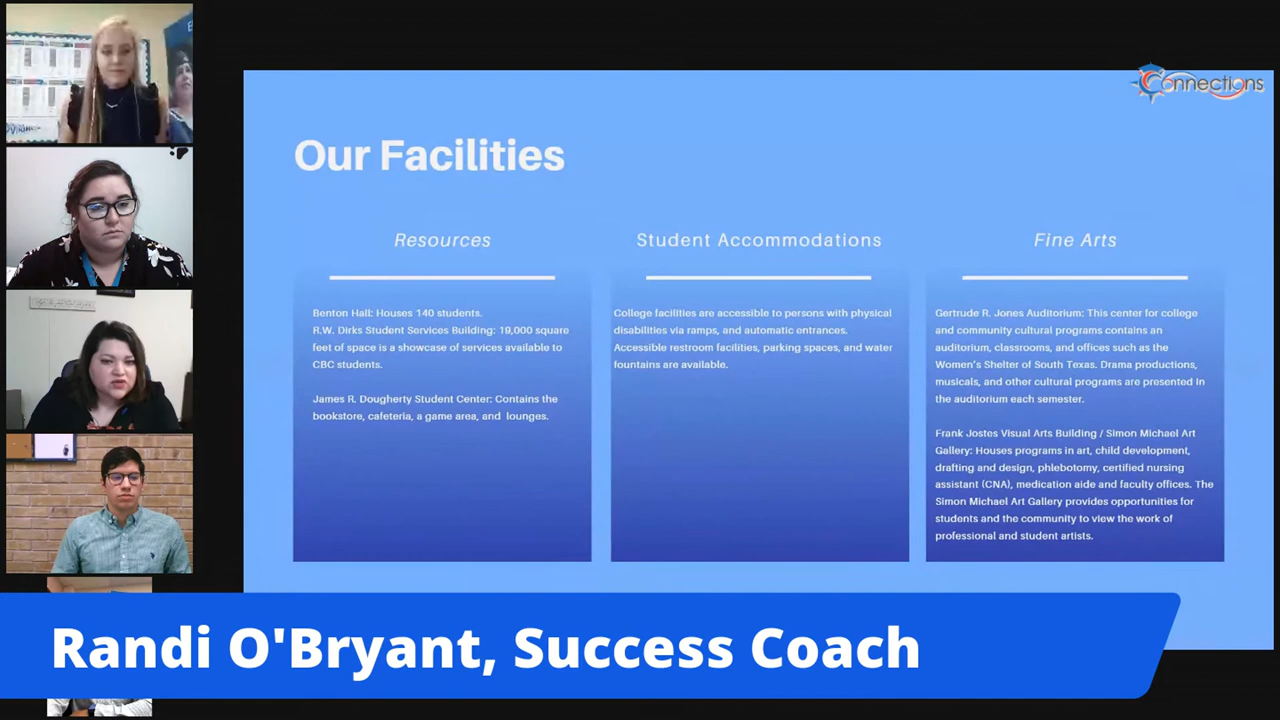 Connections
Our Facilities
Resources
Benton Hall: Houses 140 students.
R.W. Dirks Student Services Building: 19,000 square
feet of space is a showcase of services available to
CBC students.
James R. Dougherty Student Center: Contains the
bookstore, cafeteria, a game area, and lounges.
Student Accommodations
College facilities are accessible to persons with physical
disabilities via ramps, and automatic entrances.
Accessible restroom facilities, parking spaces, and water
fountains are available.
Fine Arts
Gertrude R. Jones Auditorium: This center for college
and community cultural programs contains an
auditorium, classrooms, and offices such as the
Women's Shelter of South Texas. Drama productions,
musicals, and other cultural programs are presented in
the auditorium each semester.
Frank Jostes Visual Arts Building / Simon Michael Art
Gallery: Houses programs in art, child development,
drafting and design, phlebotomy, certified nursing
assistant (CNA), medication aide and faculty offices. The
Simon Michael Art Gallery provides opportunities for
students and the community to view the work of
professional and student artists.
Randi O'Bryant, Success Coach